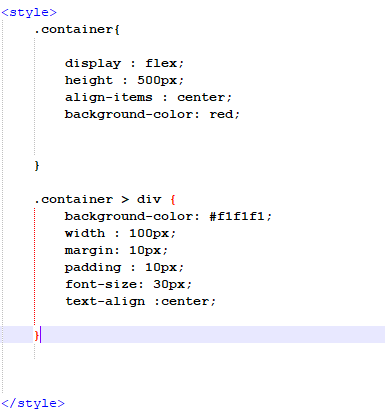 <style>
.container{
display : flex;
height : 500px;
align-items : center;
background-color: red;
}
.container > div {
background-color: #f1f1f1;
width : 100px;
margin: 10px;
padding : 10px;
font-size: 30px;
text-align :center;
}
</style>